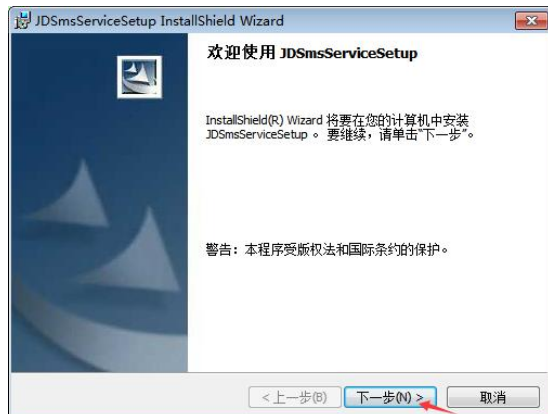 JDSmsServiceSetup InstallShield Wizard
欢迎使用 JDSmsServiceSetup
InstallShield(R) Wizard 将要在您的计算机中安装
JDSmsServiceSetup 。 要继续，请单击“下一步”。
警告：本程序受版权法和国际条约的保护。
<上一步(B) 下一步(N) > 取消